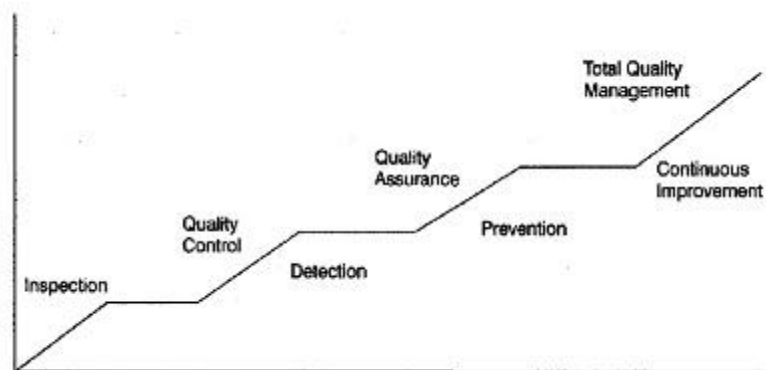 Total Quality
Management
Quality
Assurance
Continuous
Improvement
Quality
Control
Prevention
Detection
Inspection